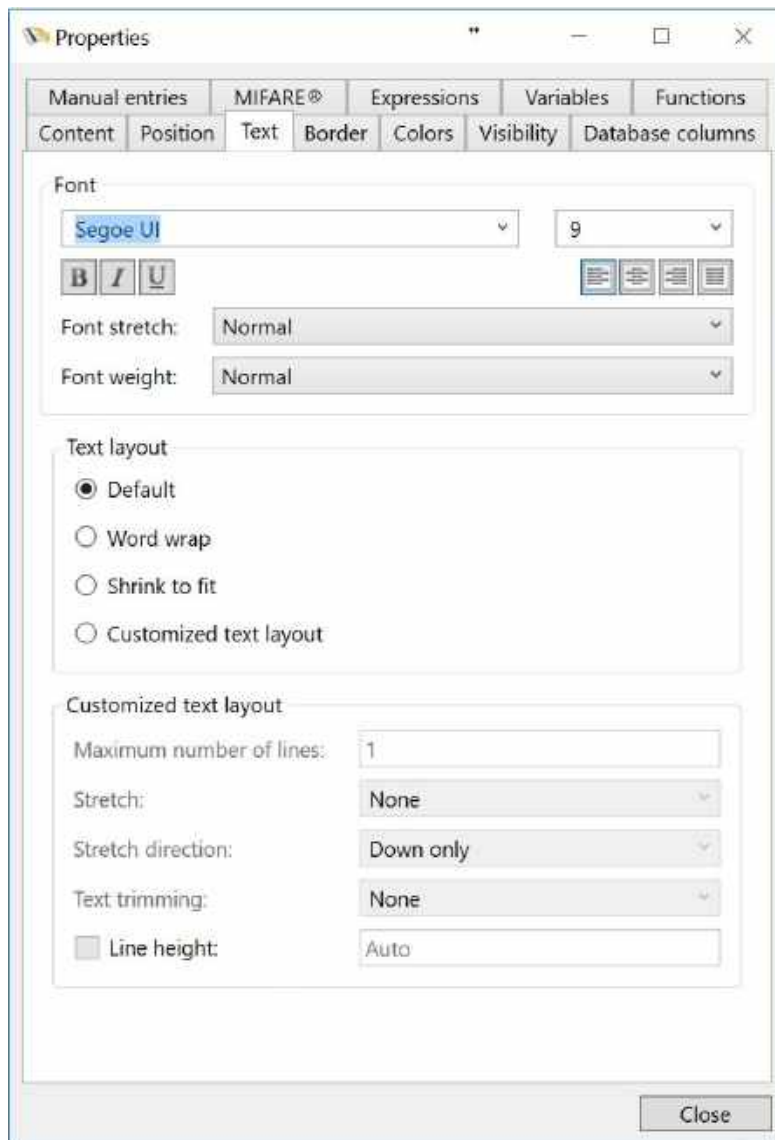 Properties
Manual entries MIFARE® Expressions Variables Functions
Content Position Text Border Colors Visibility Database columns
Font
Segoe UI 9
B I U
Font stretch: Normal
Font weight: Normal
Text layout
Default
Word wrap
Shrink to fit
Customized text layout
Customized text layout
Maximum number of lines: 1
Stretch: None
Stretch direction: Down only
Text trimming: None
Line height: Auto
Close